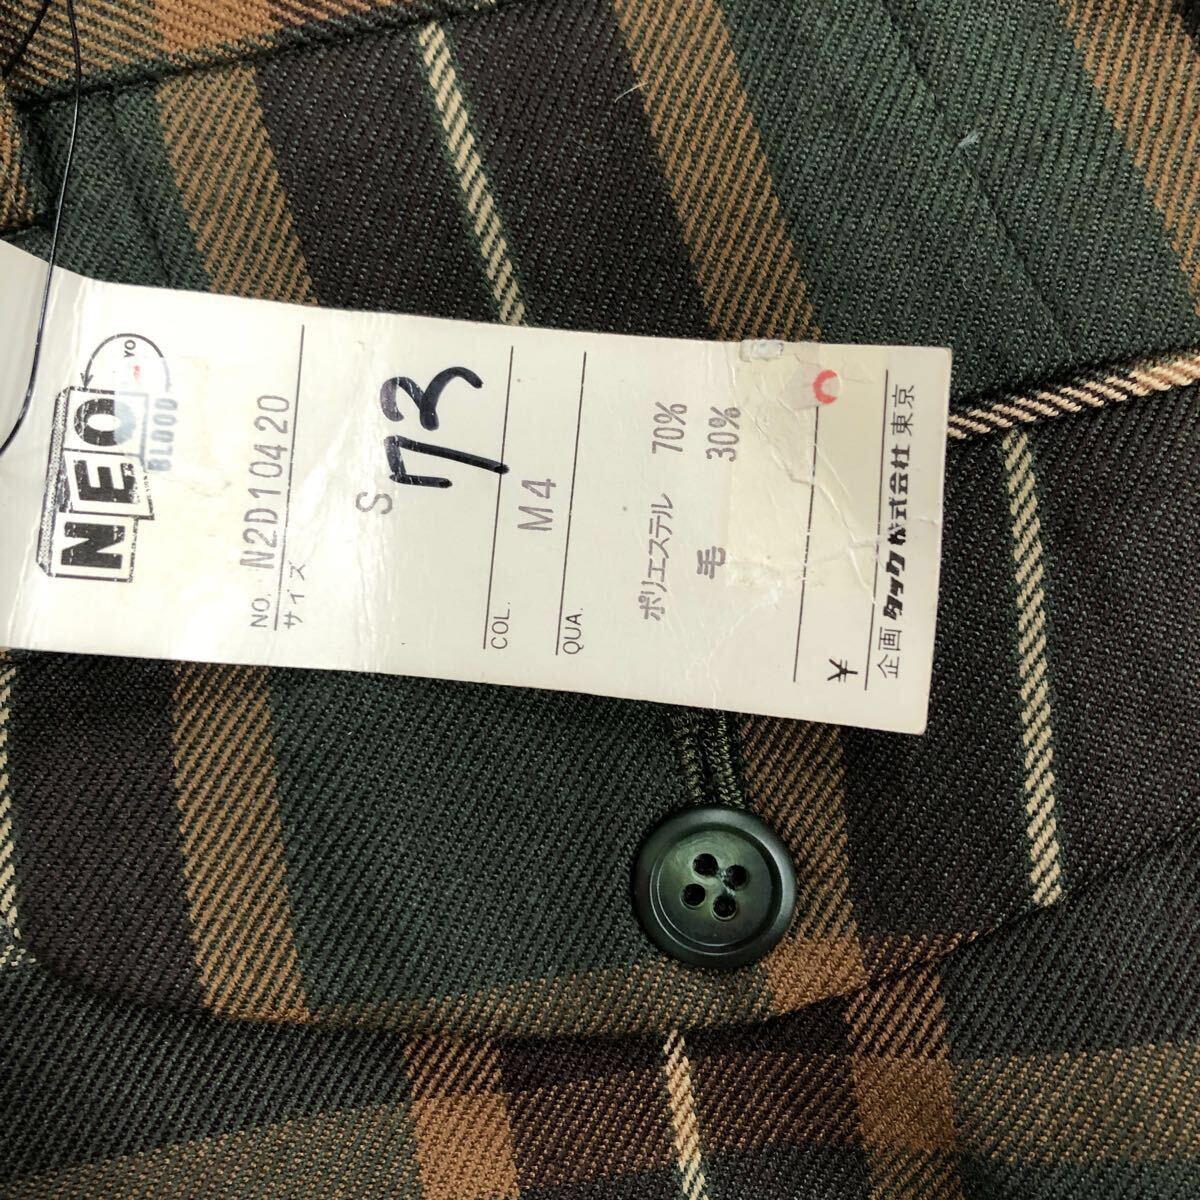 NEO
BLOOD
NO. N2D10420
サイズ
S 73
COL. M4
QUA.
ポリエステル 70%
毛 30%
¥
企画 タック株式会社 東京